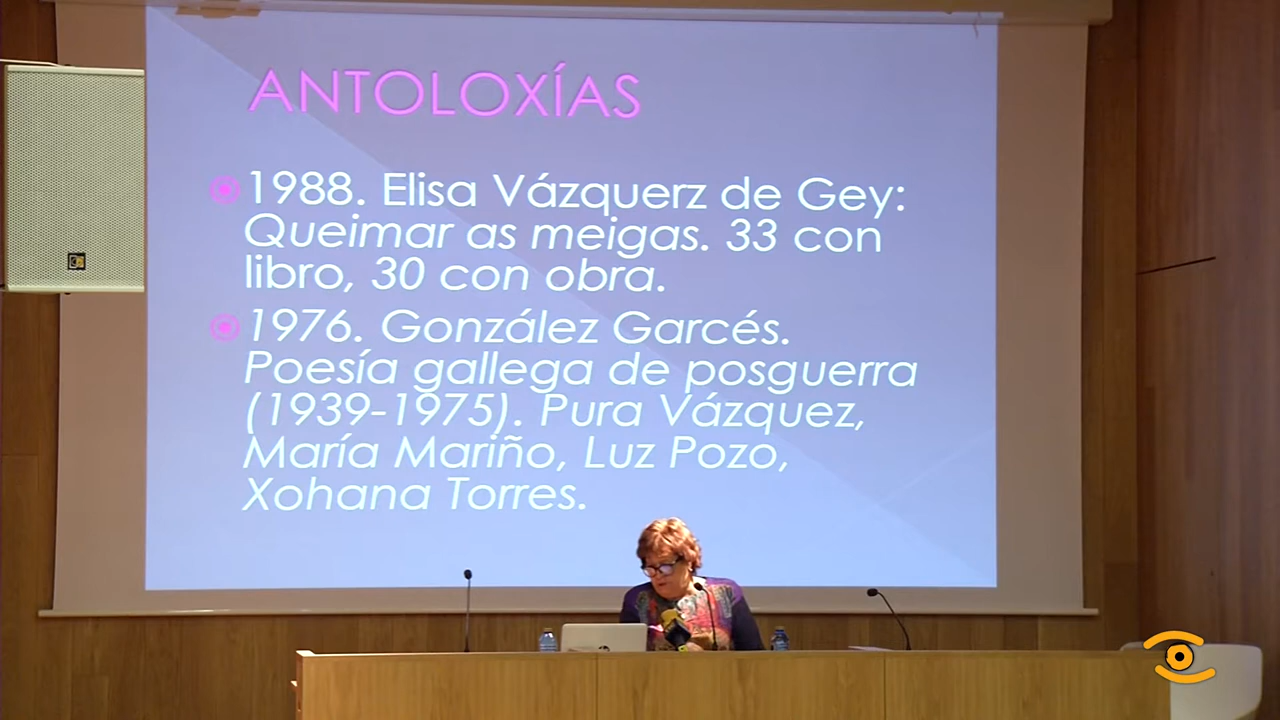 ANTOLOXÍAS
1988. Elisa Vázquerz de Gey:
Queimar as meigas. 33 con
libro, 30 con obra.
1976. González Garcés.
Poesía gallega de posguerra
(1939-1975). Pura Vázquez,
María Mariño, Luz Pozo,
Xohana Torres.